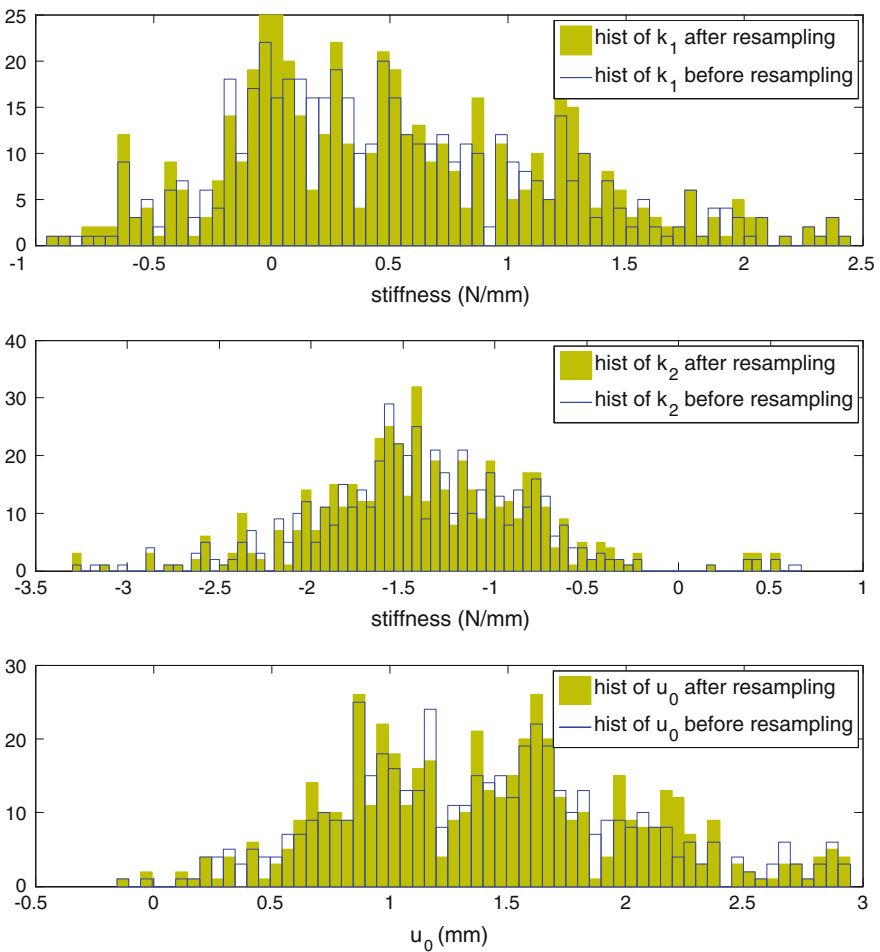 25
20
15
10
5
0
hist of k1 after resampling
hist of k1 before resampling
-1 -0.5 0 0.5 1 1.5 2 2.5
stiffness (N/mm)
40
30
20
10
0
hist of k2 after resampling
hist of k2 before resampling
-3.5 -3 -2.5 -2 -1.5 -1 -0.5 0 0.5 1
stiffness (N/mm)
30
20
10
0
hist of u0 after resampling
hist of u0 before resampling
-0.5 0 0.5 1 1.5 2 2.5 3
u0 (mm)